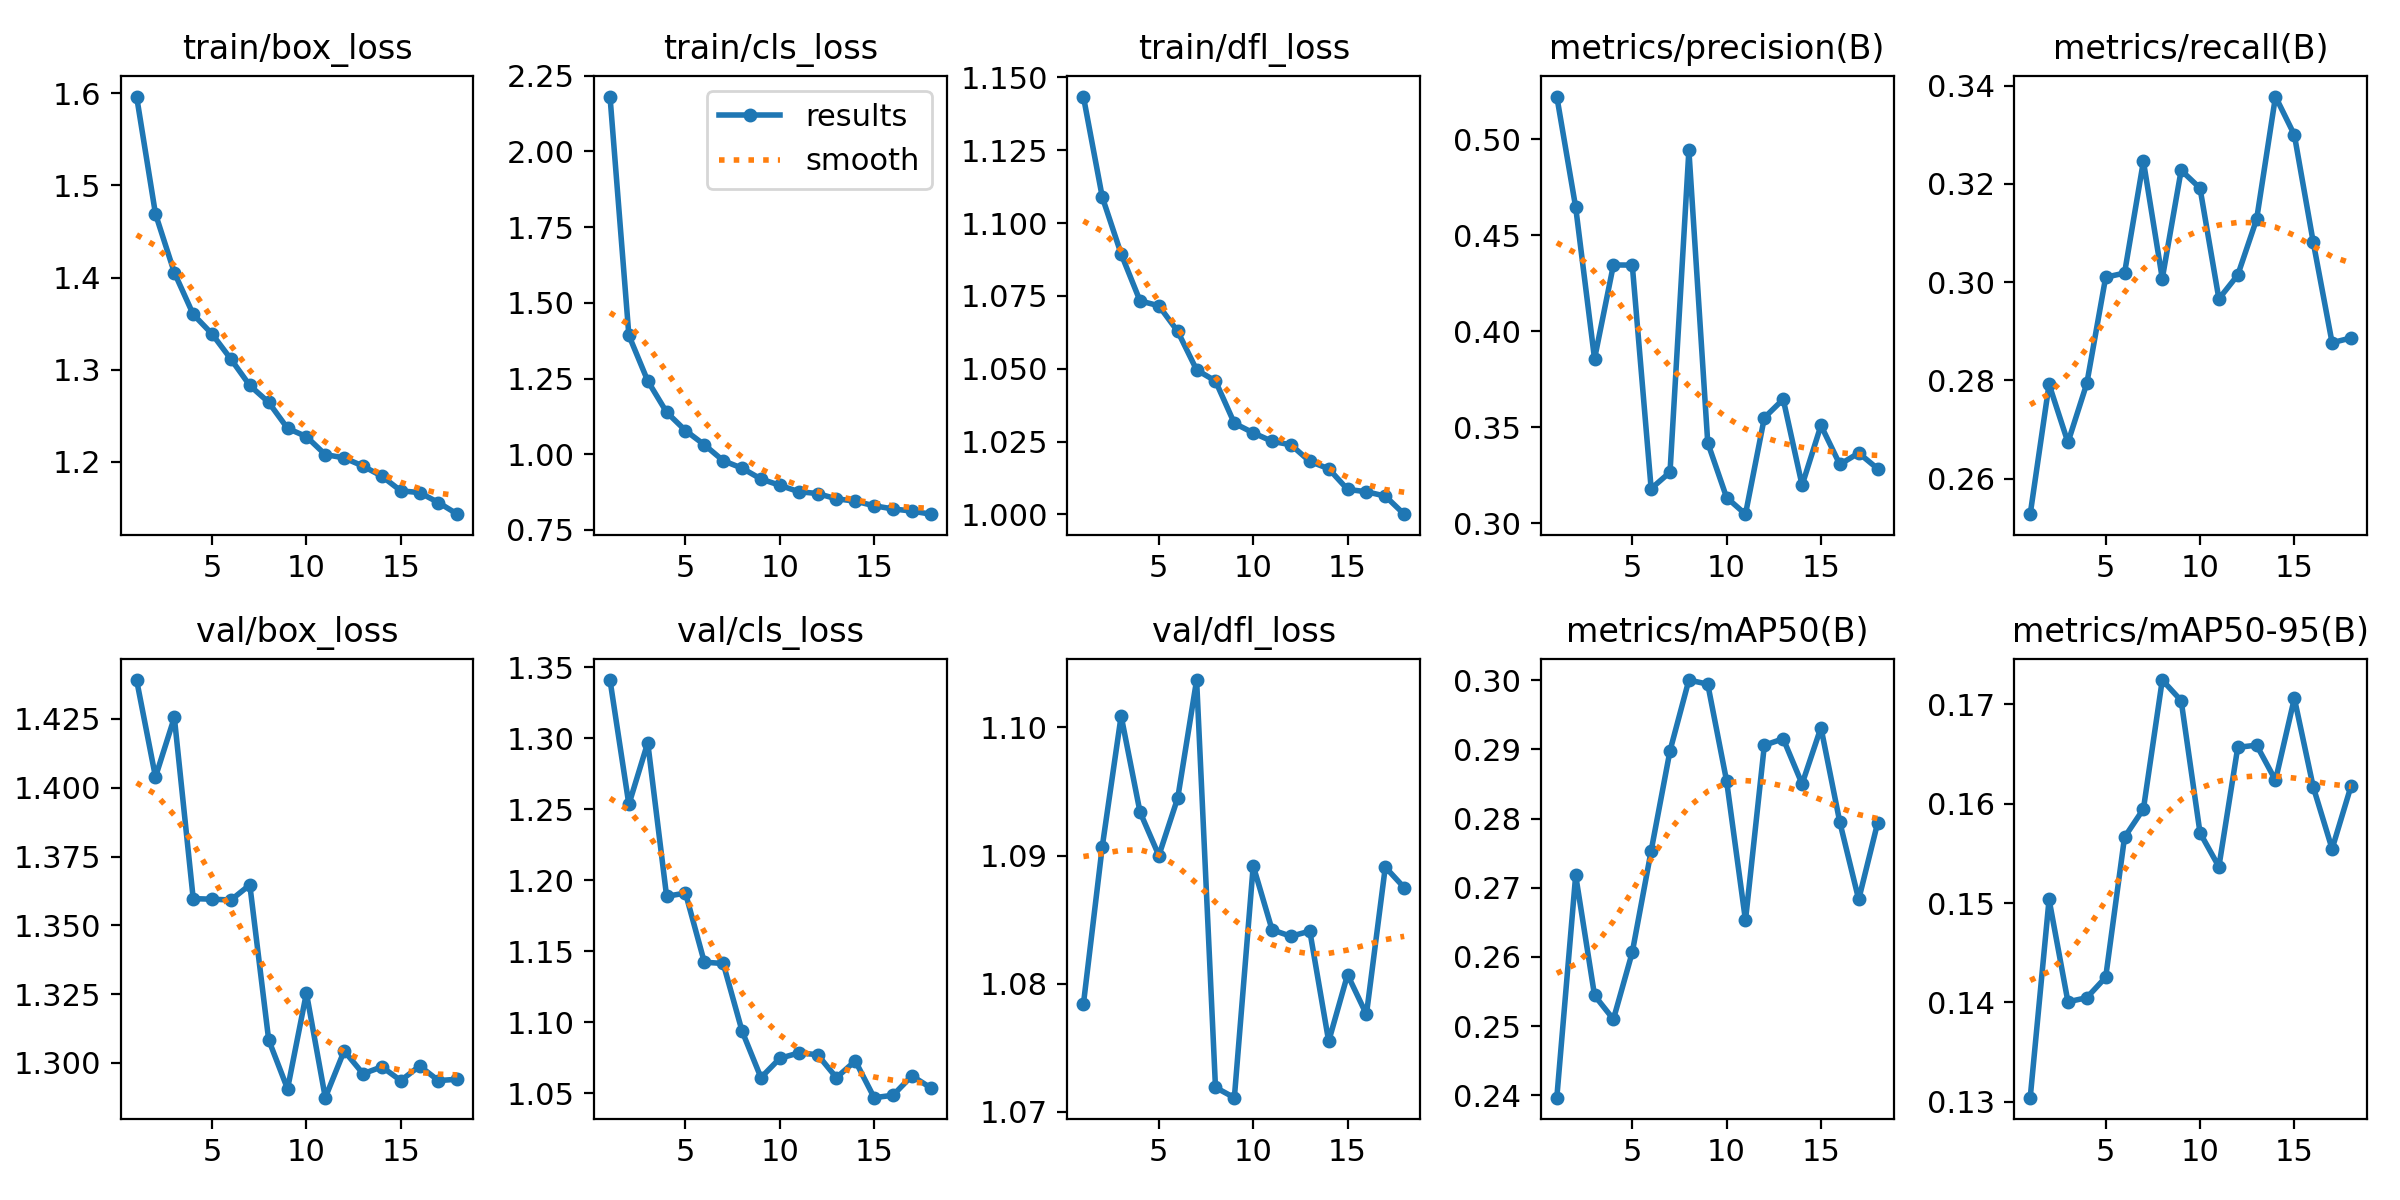 train/box_loss
1.6
1.5
1.4
1.3
1.2
5 10 15
train/cls_loss
results
smooth
2.25
2.00
1.75
1.50
1.25
1.00
0.75
5 10 15
train/dfl_loss
1.150
1.125
1.100
1.075
1.050
1.025
1.000
5 10 15
metrics/precision(B)
0.50
0.45
0.40
0.35
0.30
5 10 15
metrics/recall(B)
0.34
0.32
0.30
0.28
0.26
5 10 15
val/box_loss
1.425
1.400
1.375
1.350
1.325
1.300
5 10 15
val/cls_loss
1.35
1.30
1.25
1.20
1.15
1.10
1.05
5 10 15
val/dfl_loss
1.10
1.09
1.08
1.07
5 10 15
metrics/mAP50(B)
0.30
0.29
0.28
0.27
0.26
0.25
0.24
5 10 15
metrics/mAP50-95(B)
0.17
0.16
0.15
0.14
0.13
5 10 15